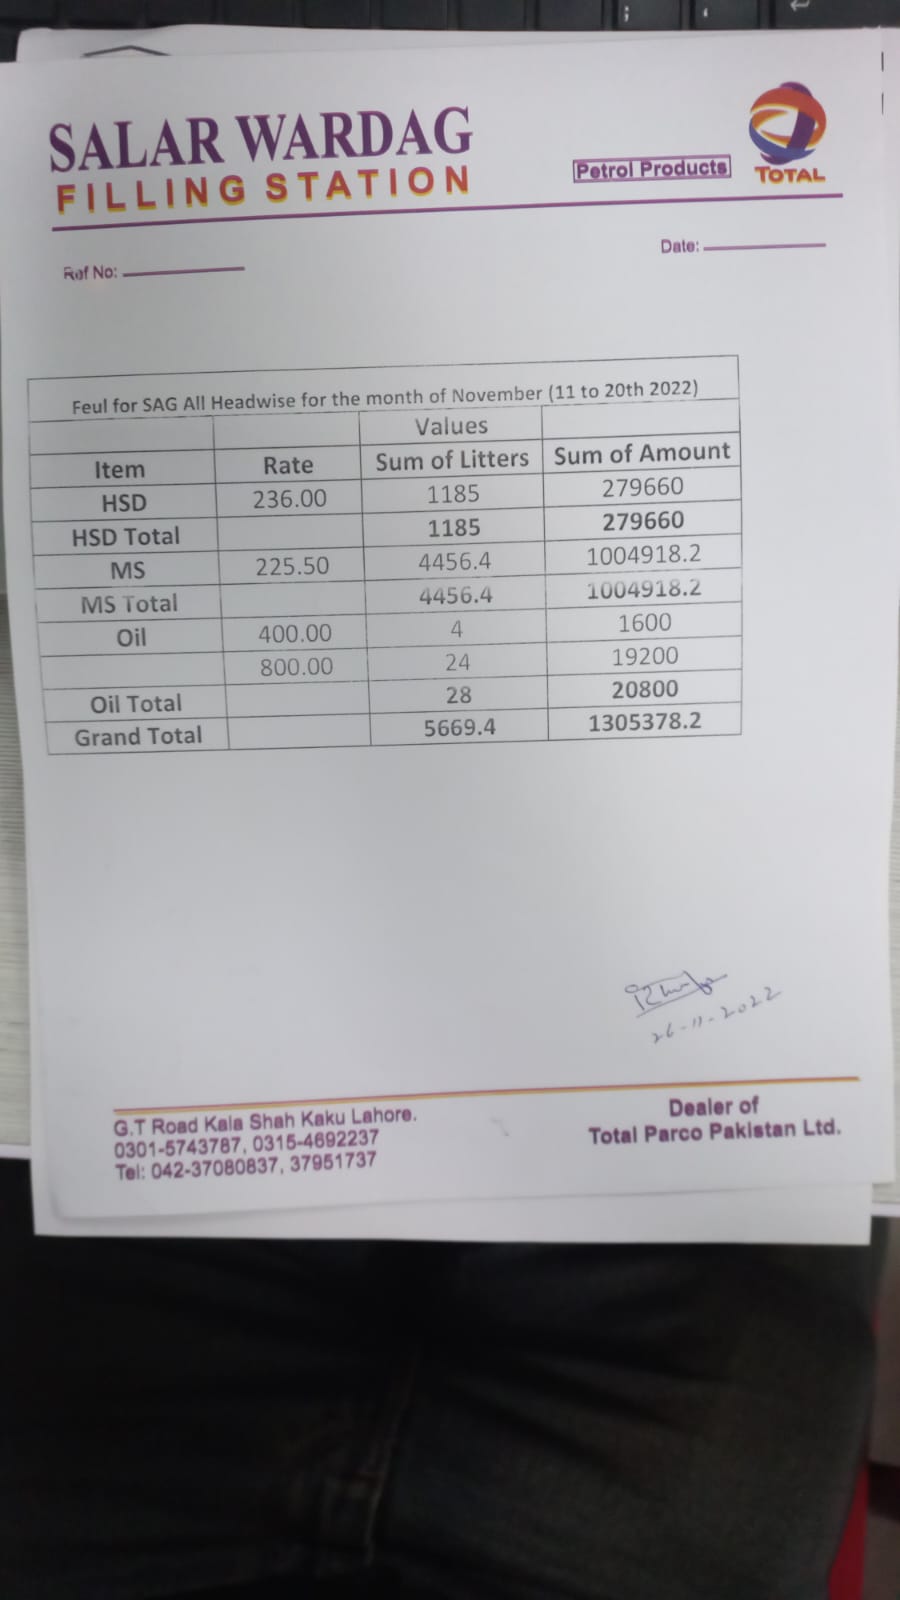 SALAR WARDAG
FILLING STATION
Petrol Products
TOTAL
Ref No:
Date:
Feul for SAG All Headwise for the month of November (11 to 20th 2022)
Values
Item Rate Sum of Litters Sum of Amount
HSD 236.00 1185 279660
HSD Total 1185 279660
MS 225.50 4456.4 1004918.2
MS Total 4456.4 1004918.2
Oil 400.00 4 1600
800.00 24 19200
Oil Total 28 20800
Grand Total 5669.4 1305378.2
26-11-2022
G.T Road Kala Shah Kaku Lahore.
0301-5743787, 0315-4692237
Tel: 042-37080837, 37951737
Dealer of
Total Parco Pakistan Ltd.